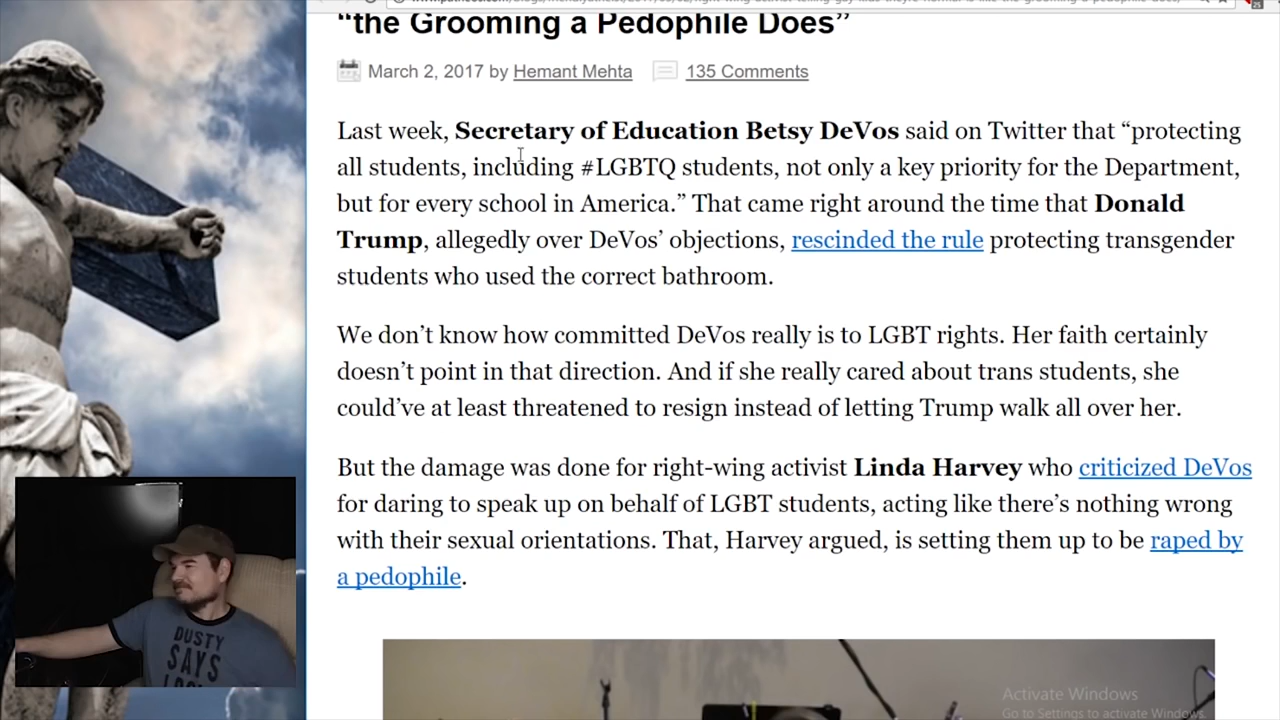 “the Grooming a Pedophile Does”
March 2, 2017 by Hemant Mehta 135 Comments
Last week, Secretary of Education Betsy DeVos said on Twitter that “protecting
all students, including #LGBTQ students, not only a key priority for the Department,
but for every school in America.” That came right around the time that Donald
Trump, allegedly over DeVos’ objections, rescinded the rule protecting transgender
students who used the correct bathroom.
We don’t know how committed DeVos really is to LGBT rights. Her faith certainly
doesn’t point in that direction. And if she really cared about trans students, she
could’ve at least threatened to resign instead of letting Trump walk all over her.
But the damage was done for right-wing activist Linda Harvey who criticized DeVos
for daring to speak up on behalf of LGBT students, acting like there’s nothing wrong
with their sexual orientations. That, Harvey argued, is setting them up to be raped by
a pedophile.
DUSTY
SAYS
Activate Windows
Go to Settings to activate Windows.